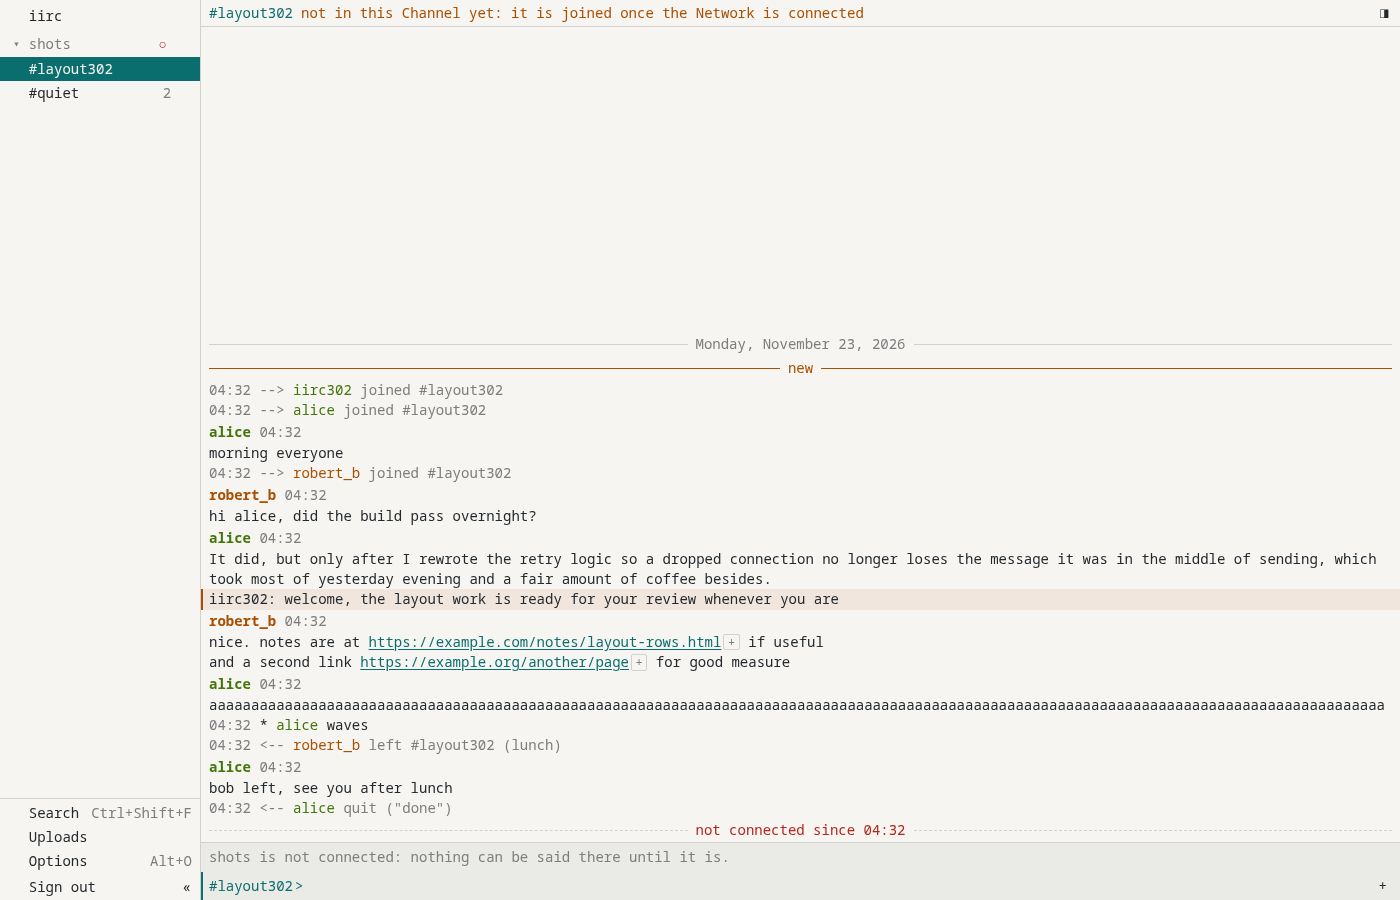 iirc
▾ shots ○
#layout302
#quiet 2
Search Ctrl+Shift+F
Uploads
Options Alt+O
Sign out «
#layout302 not in this Channel yet: it is joined once the Network is connected
Monday, November 23, 2026
new
04:32 --> iirc302 joined #layout302
04:32 --> alice joined #layout302
alice 04:32
morning everyone
04:32 --> robert_b joined #layout302
robert_b 04:32
hi alice, did the build pass overnight?
alice 04:32
It did, but only after I rewrote the retry logic so a dropped connection no longer loses the message it was in the middle of sending, which
took most of yesterday evening and a fair amount of coffee besides.
iirc302: welcome, the layout work is ready for your review whenever you are
robert_b 04:32
nice. notes are at https://example.com/notes/layout-rows.html + if useful
and a second link https://example.org/another/page + for good measure
alice 04:32
aaaaaaaaaaaaaaaaaaaaaaaaaaaaaaaaaaaaaaaaaaaaaaaaaaaaaaaaaaaaaaaaaaaaaaaaaaaaaaaaaaaaaaaaaaaaaaaaaaaaaaaaaaaaaaaaaaaaaaaaaaaaaaaaaaaaaaaaaaaa
04:32 * alice waves
04:32 <-- robert_b left #layout302 (lunch)
alice 04:32
bob left, see you after lunch
04:32 <-- alice quit ("done")
not connected since 04:32
shots is not connected: nothing can be said there until it is.
#layout302> +